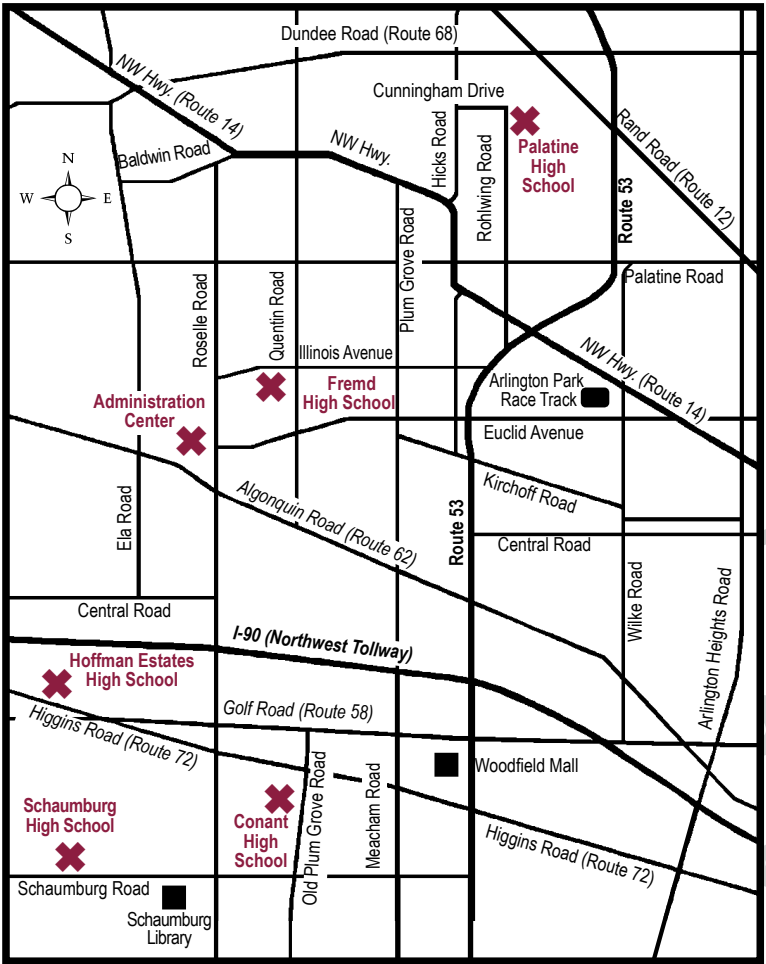 Dundee Road (Route 68)
NW Hwy. (Route 14)
Cunningham Drive
Rand Road (Route 12)
Palatine
High
School
Hicks Road
Rohlwing Road
Route 53
NW Hwy.
Baldwin Road
N
W
E
S
Plum Grove Road
Palatine Road
Roselle Road
Quentin Road
Illinois Avenue
NW Hwy. (Route 14)
Fremd
High School
Arlington Park
Race Track
Administration
Center
Euclid Avenue
Kirchoff Road
Ela Road
Algonquin Road (Route 62)
Route 53
Central Road
Wilke Road
Arlington Heights Road
Central Road
I-90 (Northwest Tollway)
Hoffman Estates
High School
Golf Road (Route 58)
Higgins Road (Route 72)
Old Plum Grove Road
Meacham Road
Woodfield Mall
Schaumburg
High School
Conant
High
School
Higgins Road (Route 72)
Schaumburg Road
Schaumburg
Library